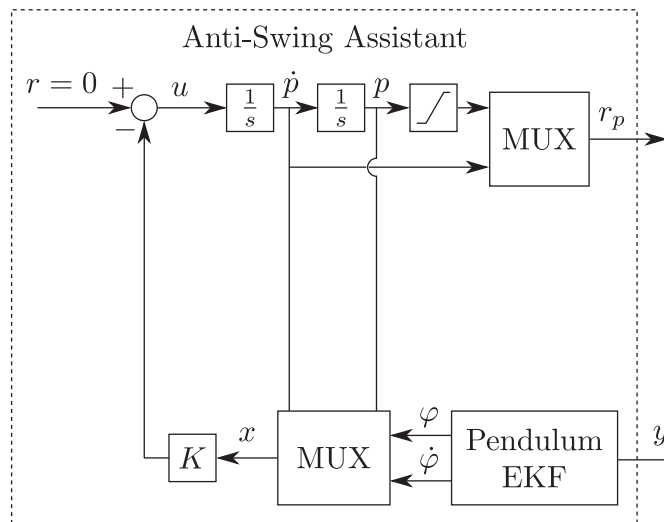 Anti-Swing Assistant
r = 0
+
−
u
1/s
ṗ
1/s
p
MUX
r_p
K
x
MUX
φ
φ̇
Pendulum
EKF
y